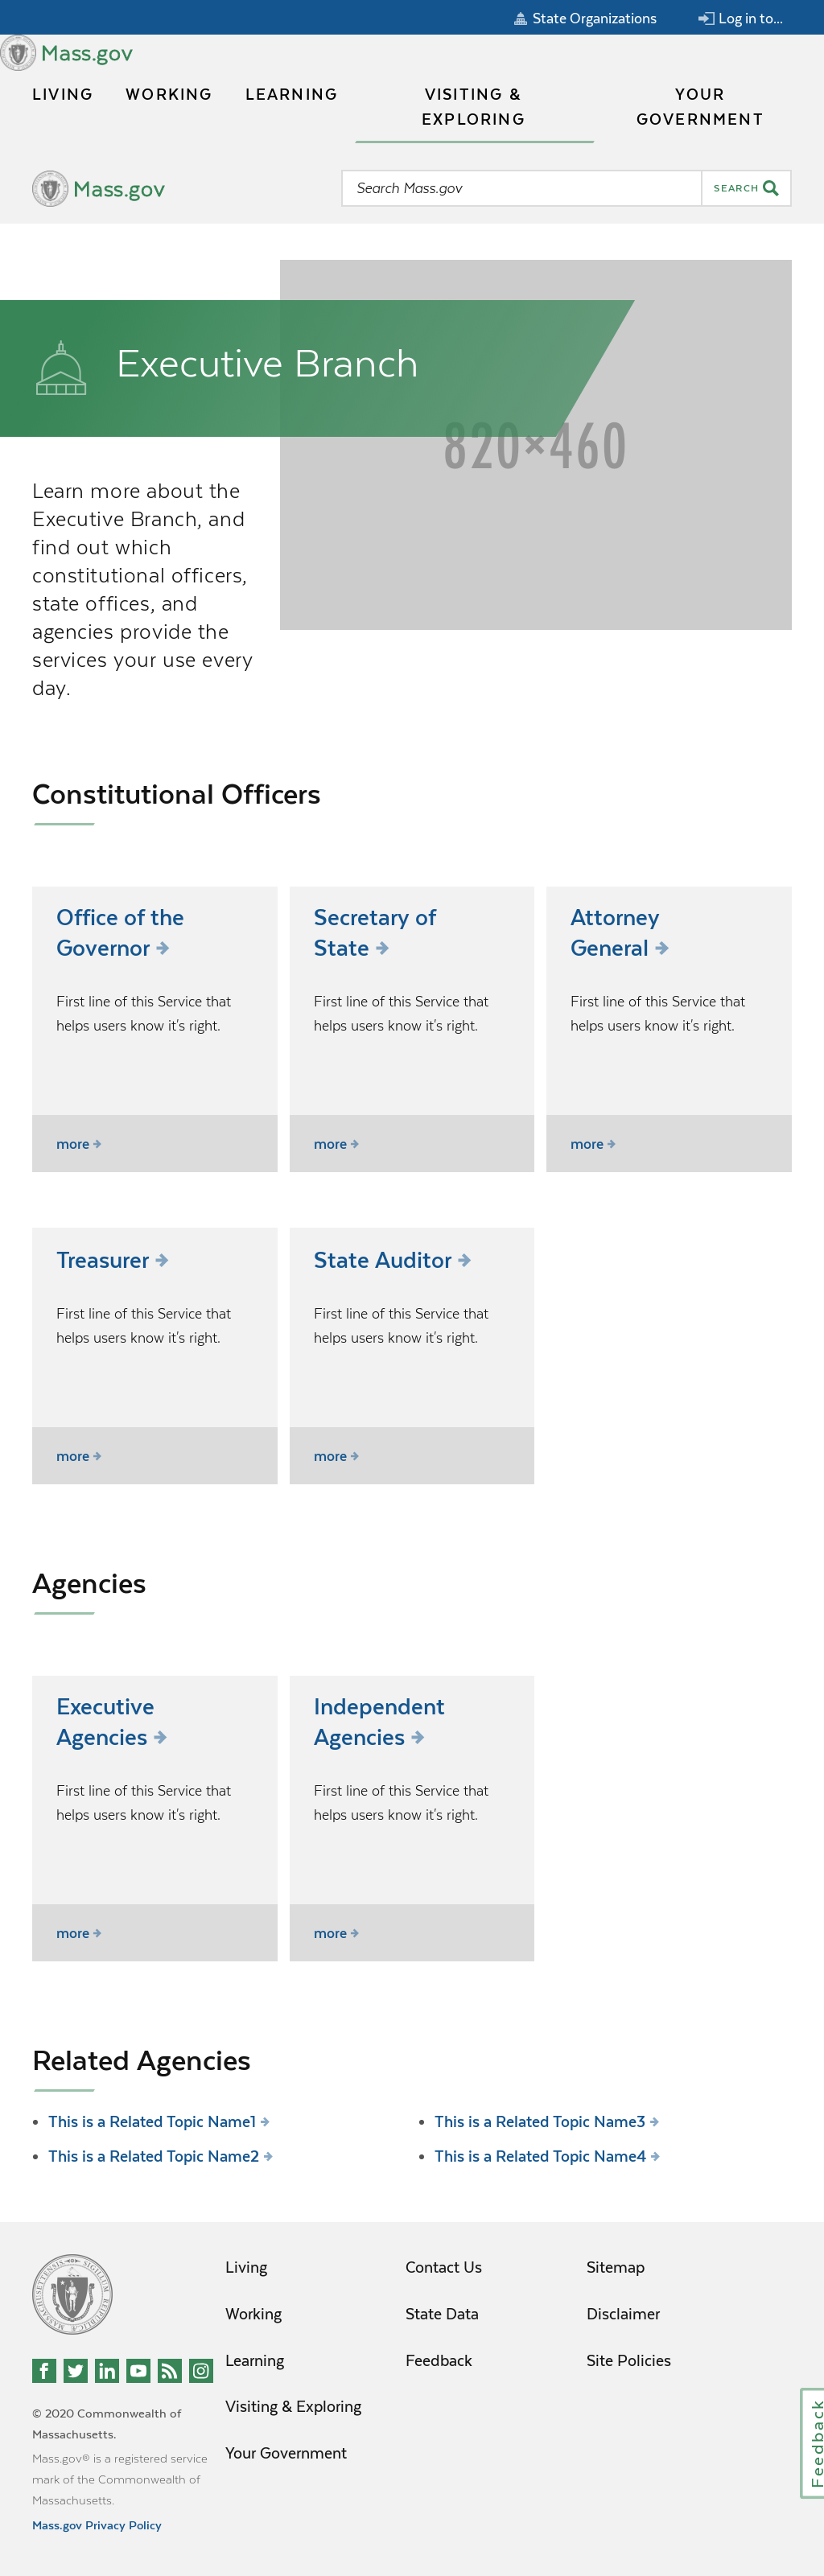 State Organizations
Log in to...
Mass.gov
LIVING
WORKING
LEARNING
VISITING &
EXPLORING
YOUR
GOVERNMENT
Mass.gov
Search Mass.gov
SEARCH
Executive Branch
820×460
Learn more about the
Executive Branch, and
find out which
constitutional officers,
state offices, and
agencies provide the
services your use every
day.
Constitutional Officers
Office of the
Governor
First line of this Service that
helps users know it's right.
more
Secretary of
State
First line of this Service that
helps users know it's right.
more
Attorney
General
First line of this Service that
helps users know it's right.
more
Treasurer
First line of this Service that
helps users know it's right.
more
State Auditor
First line of this Service that
helps users know it's right.
more
Agencies
Executive
Agencies
First line of this Service that
helps users know it's right.
more
Independent
Agencies
First line of this Service that
helps users know it's right.
more
Related Agencies
This is a Related Topic Name1
This is a Related Topic Name2
This is a Related Topic Name3
This is a Related Topic Name4
Living
Working
Learning
Visiting & Exploring
Your Government
Contact Us
State Data
Feedback
Sitemap
Disclaimer
Site Policies
© 2020 Commonwealth of
Massachusetts.
Mass.gov® is a registered service
mark of the Commonwealth of
Massachusetts.
Mass.gov Privacy Policy
Feedback